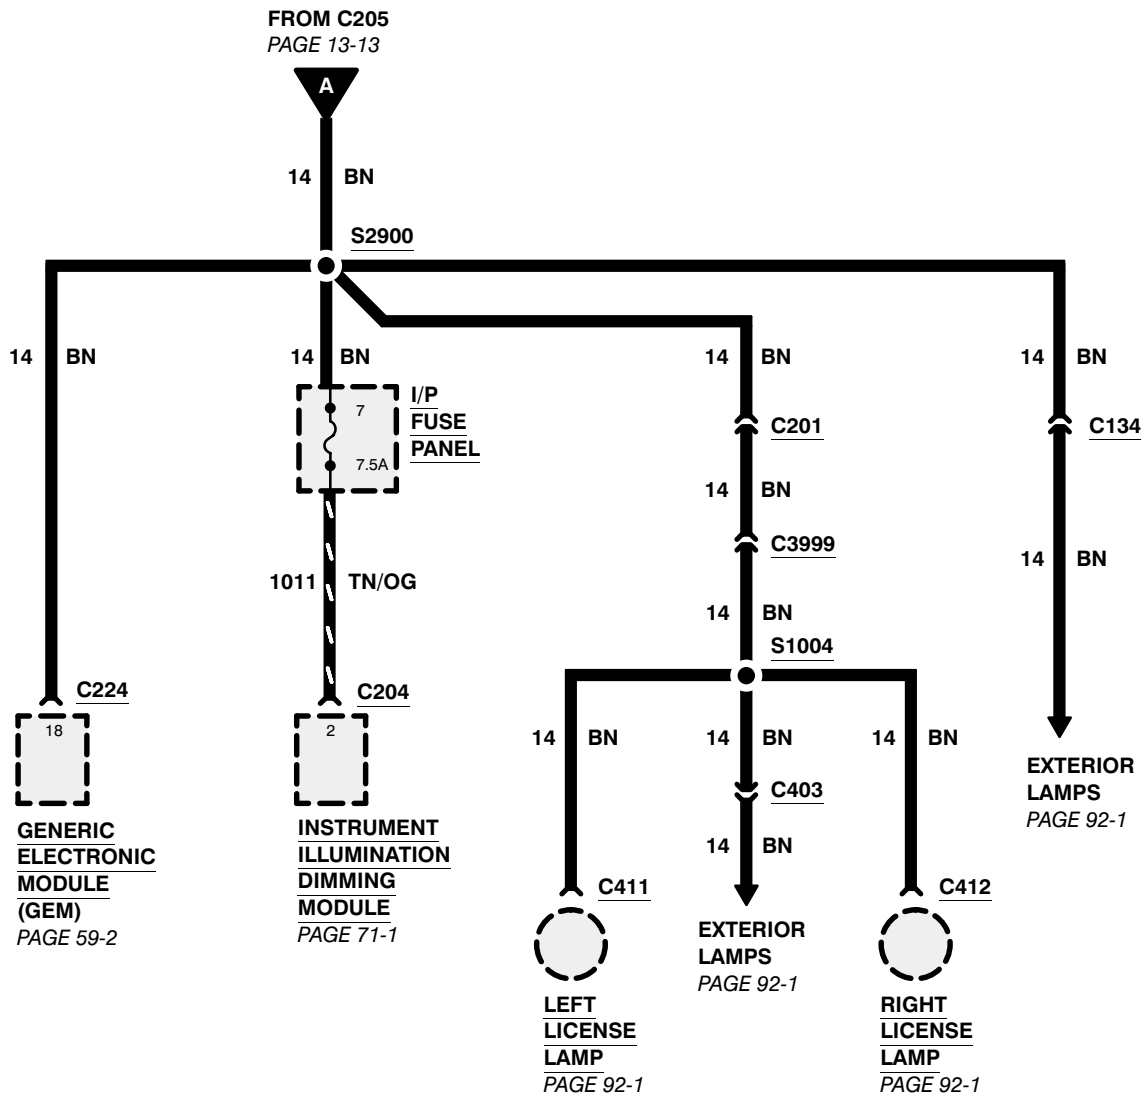 FROM C205
PAGE 13-13
A
14 BN
S2900
14 BN
14 BN
14 BN
14 BN
I/P
FUSE
PANEL
7
7.5A
C201
C134
14 BN
C3999
14 BN
1011 TN/OG
14 BN
S1004
C224
C204
18
2
14 BN
14 BN
14 BN
EXTERIOR
LAMPS
PAGE 92-1
C403
GENERIC
ELECTRONIC
MODULE
(GEM)
PAGE 59-2
INSTRUMENT
ILLUMINATION
DIMMING
MODULE
PAGE 71-1
14 BN
C411
C412
EXTERIOR
LAMPS
PAGE 92-1
LEFT
LICENSE
LAMP
PAGE 92-1
RIGHT
LICENSE
LAMP
PAGE 92-1